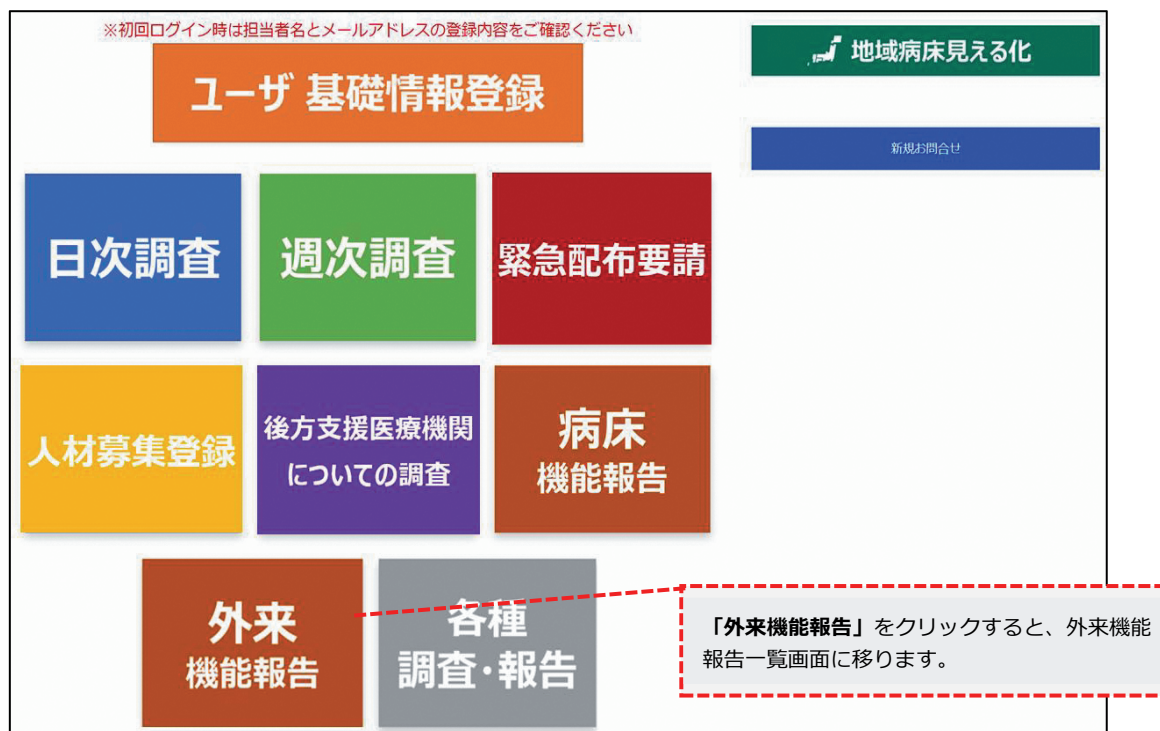 ※初回ログイン時は担当者名とメールアドレスの登録内容をご確認ください
ユーザ 基礎情報登録
地域病床見える化
新規お問合せ
日次調査
週次調査
緊急配布要請
人材募集登録
後方支援医療機関
についての調査
病床
機能報告
外来
機能報告
各種
調査・報告
「外来機能報告」をクリックすると、外来機能
報告一覧画面に移ります。